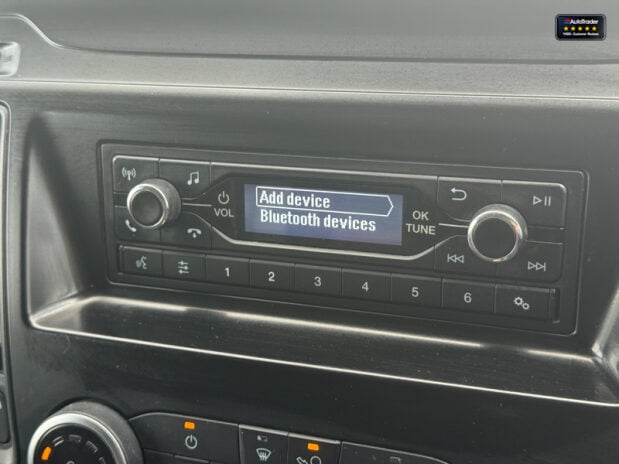 AutoTrader
Add device
Bluetooth devices
VOL
OK
TUNE
1 2 3 4 5 6